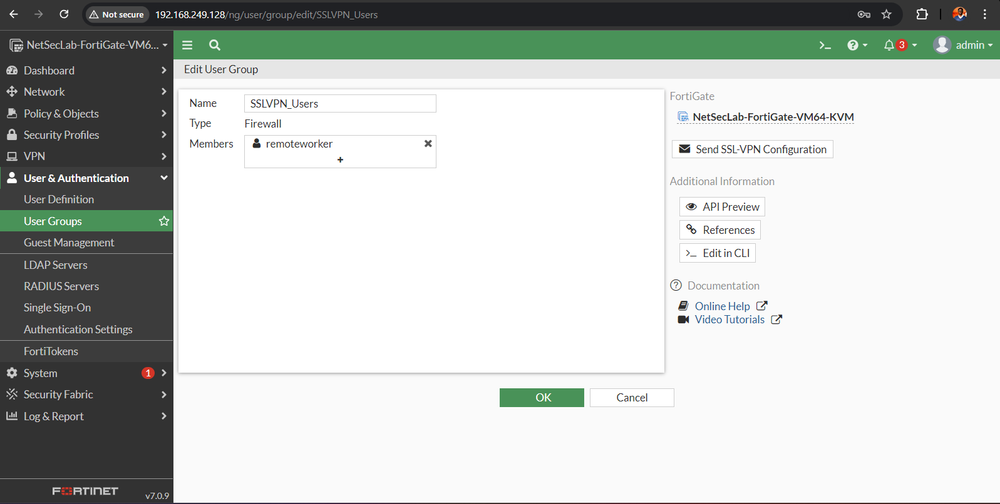 Not secure
192.168.249.128/ng/user/group/edit/SSLVPN_Users
NetSecLab-FortiGate-VM6...
3
admin
Dashboard
Network
Policy & Objects
Security Profiles
VPN
User & Authentication
User Definition
User Groups
Guest Management
LDAP Servers
RADIUS Servers
Single Sign-On
Authentication Settings
FortiTokens
System
1
Security Fabric
Log & Report
FORTINET
v7.0.9
Edit User Group
Name
SSLVPN_Users
Type
Firewall
Members
remoteworker
+
OK
Cancel
FortiGate
NetSecLab-FortiGate-VM64-KVM
Send SSL-VPN Configuration
Additional Information
API Preview
References
>_ Edit in CLI
Documentation
Online Help
Video Tutorials